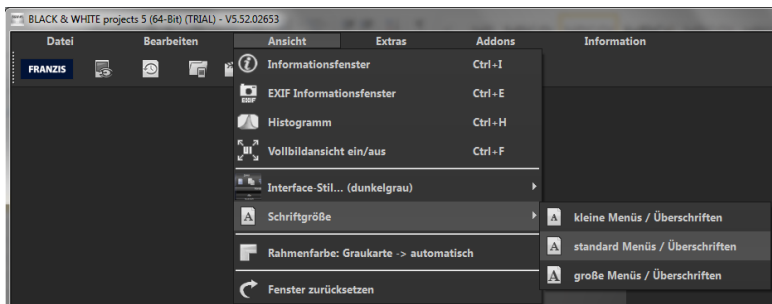 BLACK & WHITE projects 5 (64-Bit) (TRIAL) - V5.52.02653
Datei Bearbeiten Ansicht Extras Addons Information
FRANZIS
Informationsfenster Ctrl+I
EXIF EXIF Informationsfenster Ctrl+E
Histogramm Ctrl+H
UI Vollbildansicht ein/aus Ctrl+F
Interface-Stil... (dunkelgrau)
A Schriftgröße
A kleine Menüs / Überschriften
A standard Menüs / Überschriften
Rahmenfarbe: Graukarte -> automatisch
A große Menüs / Überschriften
Fenster zurücksetzen